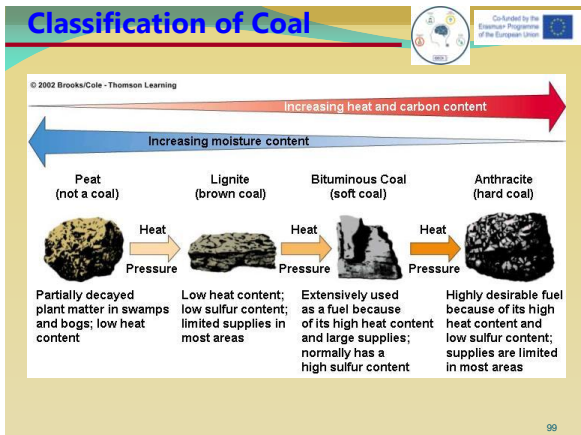 Classification of Coal
Co-funded by the
Erasmus+ Programme
of the European Union
© 2002 Brooks/Cole - Thomson Learning
Increasing heat and carbon content
Increasing moisture content
Peat
(not a coal)
Lignite
(brown coal)
Bituminous Coal
(soft coal)
Anthracite
(hard coal)
Heat
Pressure
Heat
Pressure
Heat
Pressure
Partially decayed
plant matter in swamps
and bogs; low heat
content
Low heat content;
low sulfur content;
limited supplies in
most areas
Extensively used
as a fuel because
of its high heat content
and large supplies;
normally has a
high sulfur content
Highly desirable fuel
because of its high
heat content and
low sulfur content;
supplies are limited
in most areas
99